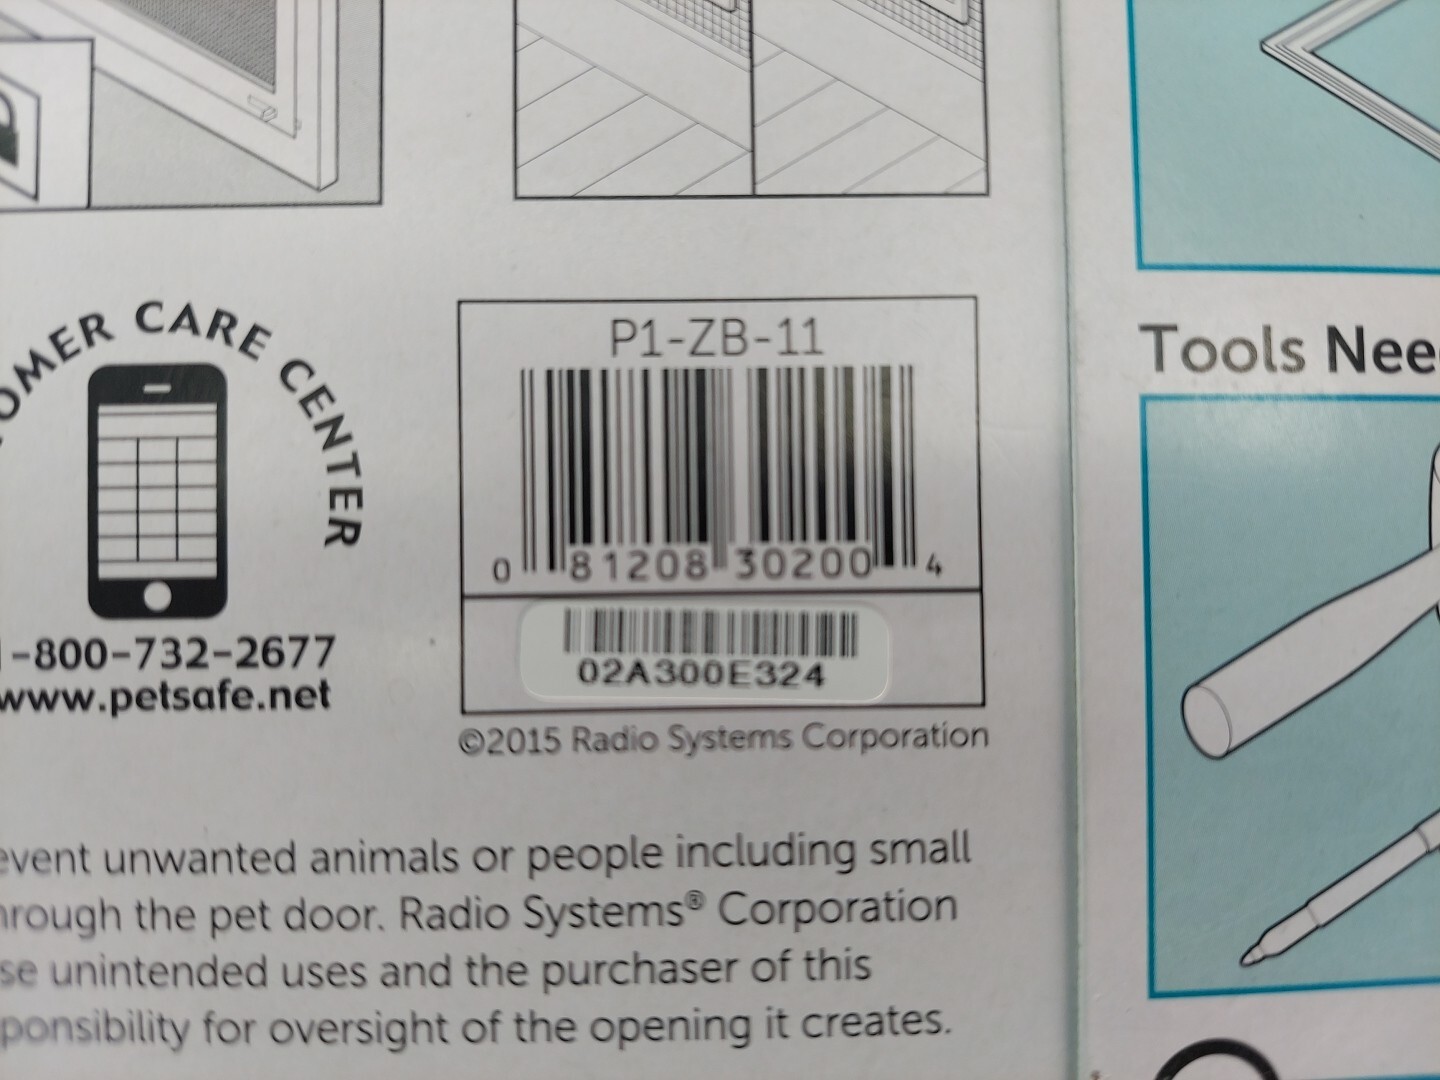 OMER CARE CENTER
-800-732-2677
www.petsafe.net
P1-ZB-11
0 81208 30200 4
02A300E324
©2015 Radio Systems Corporation
Tools Nee
event unwanted animals or people including small
hrough the pet door. Radio Systems® Corporation
se unintended uses and the purchaser of this
ponsibility for oversight of the opening it creates.